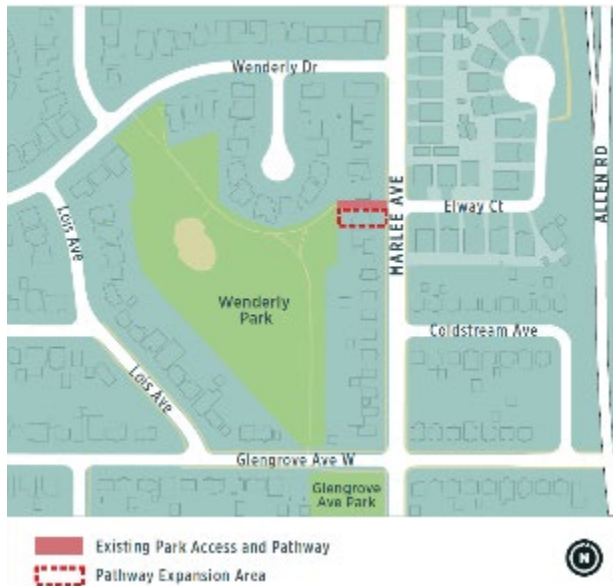 Wenderly Dr
Lois Ave
MARLEE AVE
Elway Ct
ALLEN RD
Wenderly
Park
Coldstream Ave
Lois Ave
Glengrove Ave W
Glengrove
Ave Park
Existing Park Access and Pathway
Pathway Expansion Area
N